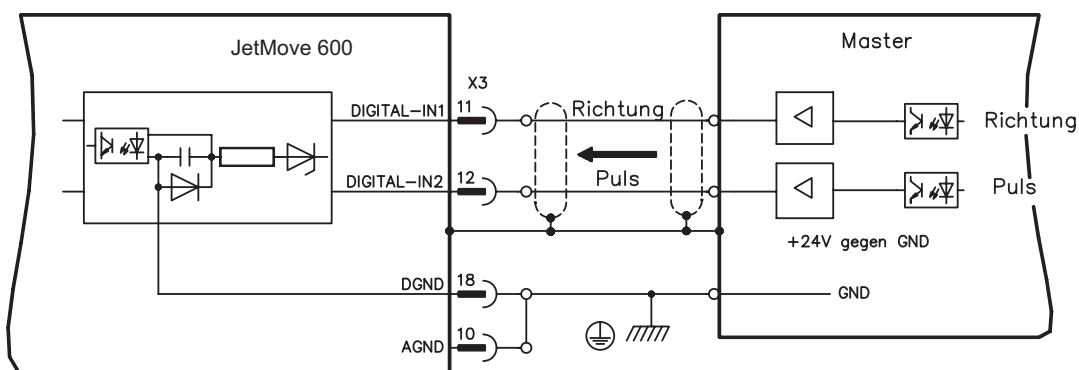 JetMove 600
Master
X3
DIGITAL-IN1
11
Richtung
Richtung
DIGITAL-IN2
12
Puls
Puls
+24V gegen GND
DGND
18
GND
AGND
10